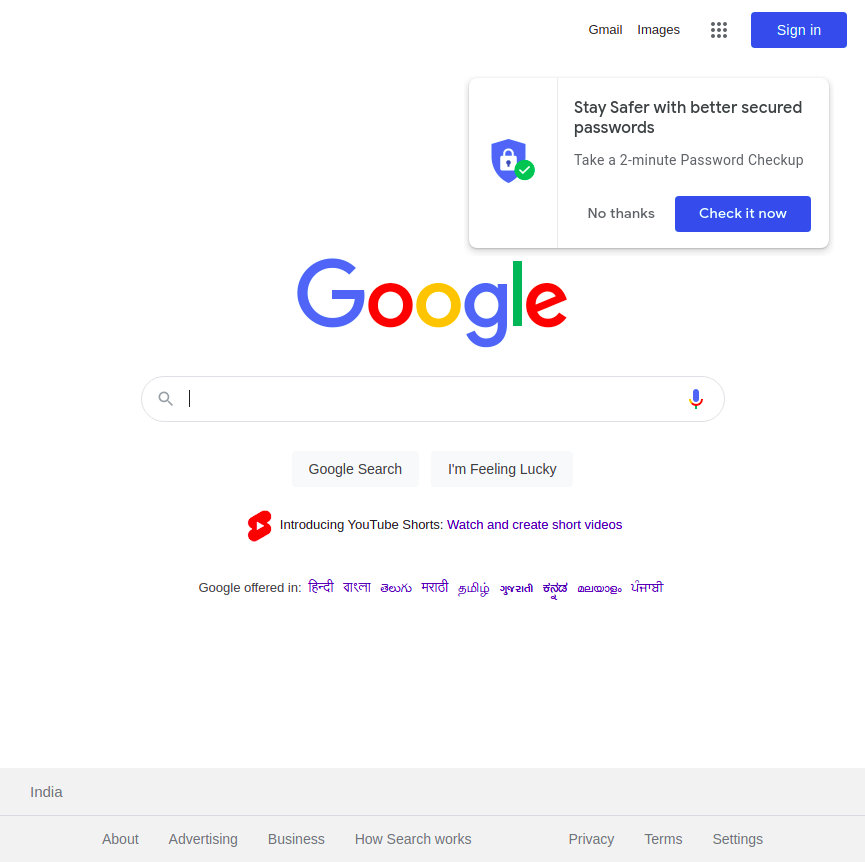 Gmail Images Sign in
Stay Safer with better secured
passwords
Take a 2-minute Password Checkup
No thanks Check it now
Google
Google Search I'm Feeling Lucky
Introducing YouTube Shorts: Watch and create short videos
Google offered in: हिन्दी বাংলা తెలుగు मराठी தமிழ் ગુજરાતી ಕನ್ನಡ മലയാളം ਪੰਜਾਬੀ
India
About Advertising Business How Search works Privacy Terms Settings